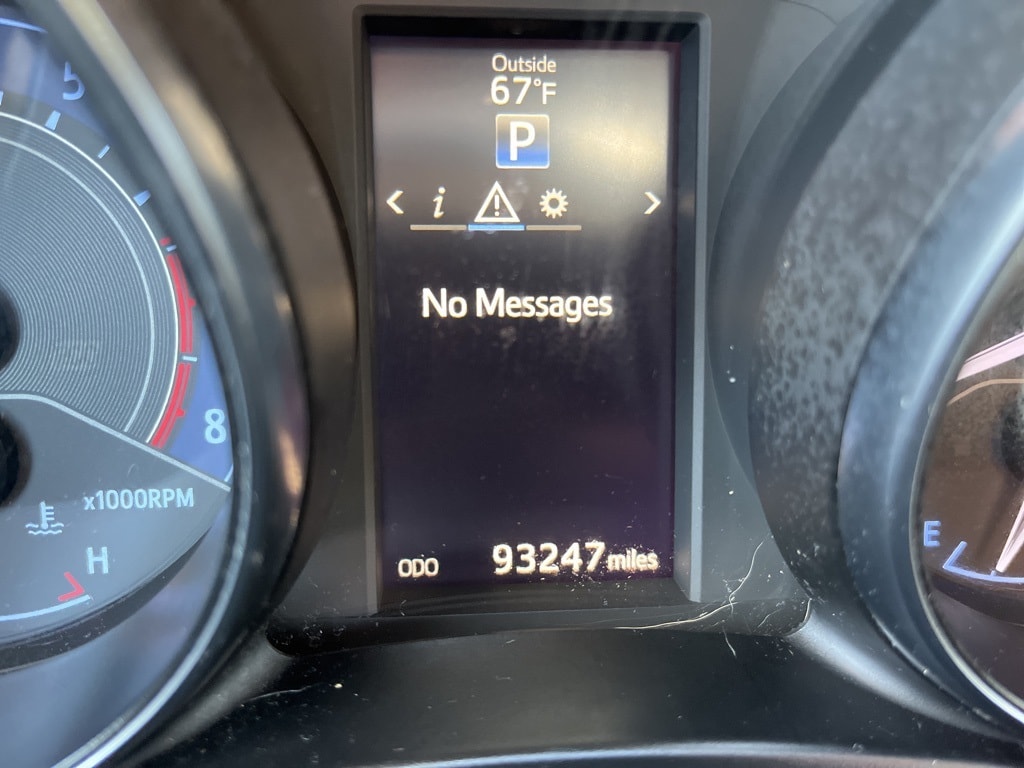 Outside
67°F
P
< i >
No Messages
ODO 93247 miles
5
8
x1000RPM
H
E